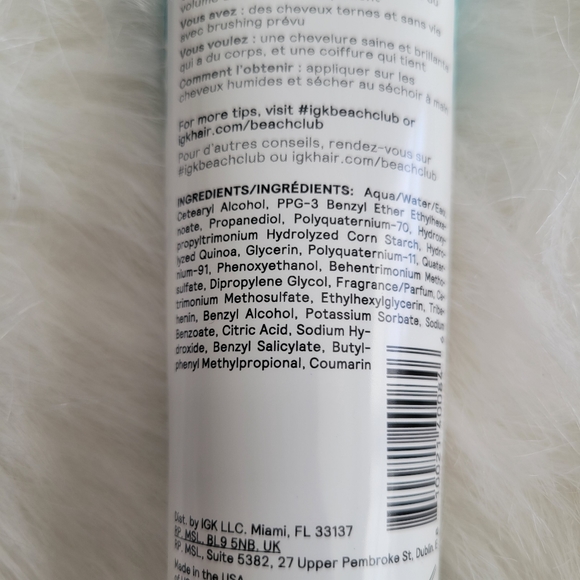 volume
Vous avez : des cheveux ternes et sans vie
avec brushing prévu
Vous voulez : une chevelure saine et brillante
qui a du corps, et une coiffure qui tient
Comment l'obtenir : appliquer sur les
cheveux humides et sécher au séchoir à main
For more tips, visit #igkbeachclub or
igkhair.com/beachclub
Pour d'autres conseils, rendez-vous sur
#igkbeachclub ou igkhair.com/beachclub
INGREDIENTS/INGRÉDIENTS: Aqua/Water/Eau,
Cetearyl Alcohol, PPG-3 Benzyl Ether Ethylhexa-
noate, Propanediol, Polyquaternium-70, Hydroxy-
propyltrimonium Hydrolyzed Corn Starch, Hydro-
lyzed Quinoa, Glycerin, Polyquaternium-11, Quater-
nium-91, Phenoxyethanol, Behentrimonium Metho-
sulfate, Dipropylene Glycol, Fragrance/Parfum, Ce-
trimonium Methosulfate, Ethylhexylglycerin, Tribe-
henin, Benzyl Alcohol, Potassium Sorbate, Sodium
Benzoate, Citric Acid, Sodium Hy-
droxide, Benzyl Salicylate, Butyl-
phenyl Methylpropional, Coumarin
Dist. by IGK LLC. Miami, FL 33137
RP. MSL, BL9 5NB, UK
RP. MSL, Suite 5382, 27 Upper Pembroke St, Dublin,
Made in the USA